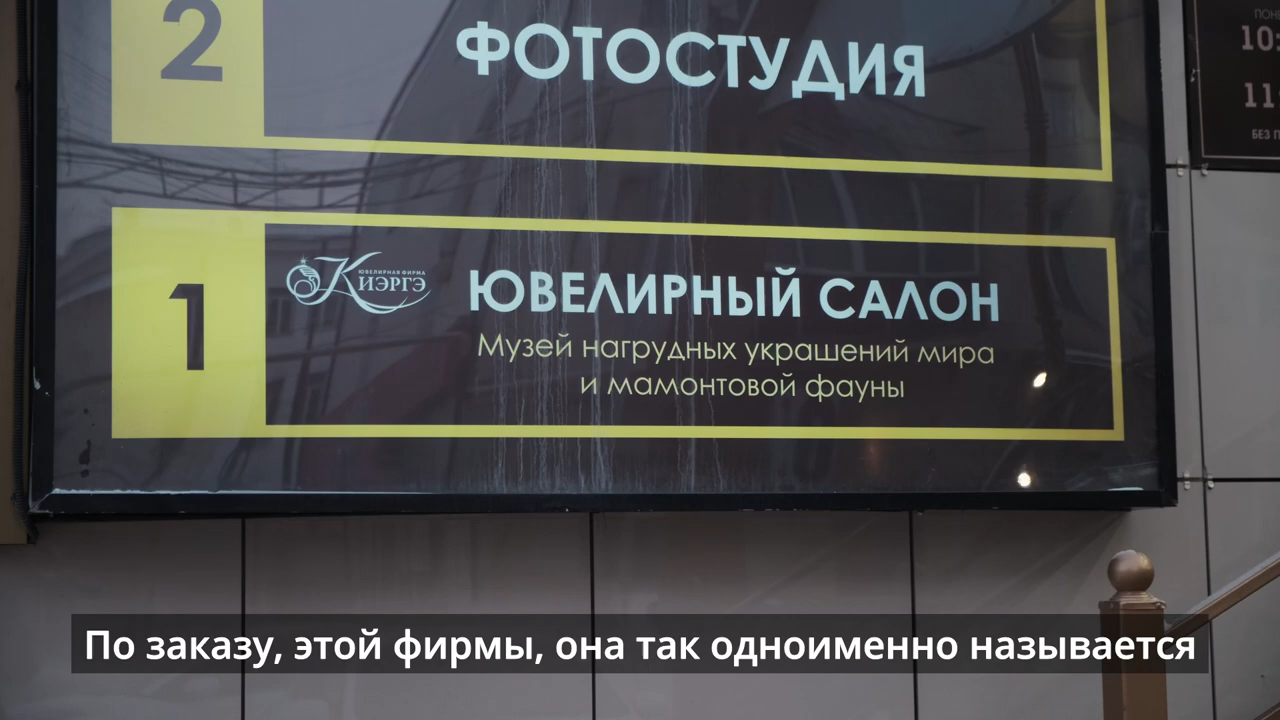 2
ФОТОСТУДИЯ
10:
11
БЕЗ П
1
ЮВЕЛИРНАЯ ФИРМА
КИЭРГЭ
ЮВЕЛИРНЫЙ САЛОН
Музей нагрудных украшений мира
и мамонтовой фауны
По заказу, этой фирмы, она так одноименно называется